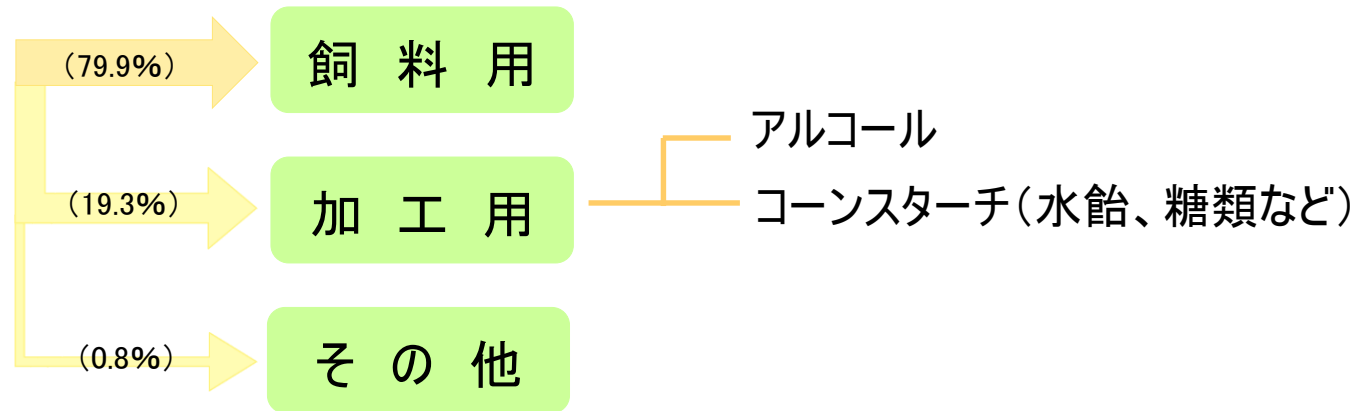 (79.9%)
飼料用
アルコール
(19.3%)
加工用
コーンスターチ(水飴、糖類など)
(0.8%)
その他